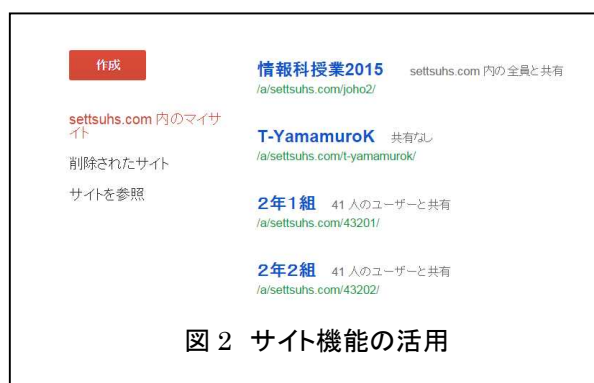 作成
settsuhs.com 内のマイサ
イト
削除されたサイト
サイトを参照
情報科授業2015 settsuhs.com 内の全員と共有
/a/settsuhs.com/joho2/
T-YamamuroK 共有なし
/a/settsuhs.com/t-yamamurok/
2年1組 41 人のユーザーと共有
/a/settsuhs.com/43201/
2年2組 41 人のユーザーと共有
/a/settsuhs.com/43202/
図 2 サイト機能の活用